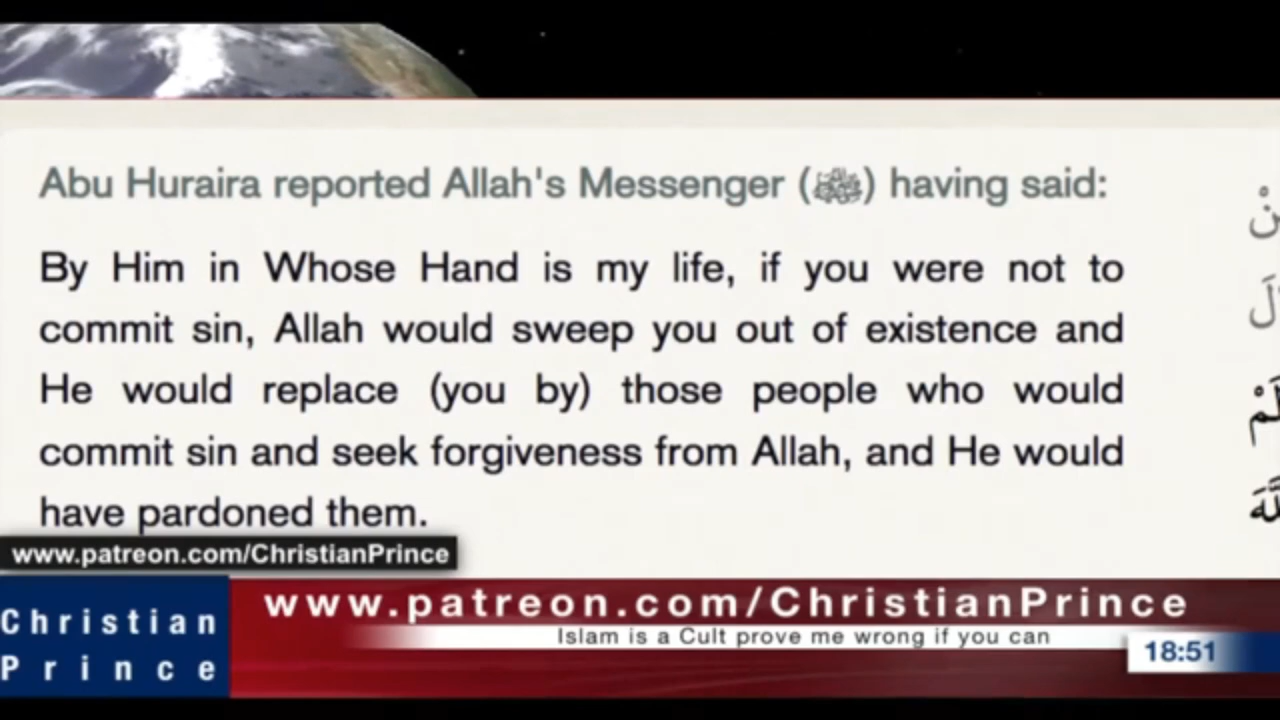 Abu Huraira reported Allah's Messenger (ﷺ) having said:
By Him in Whose Hand is my life, if you were not to
commit sin, Allah would sweep you out of existence and
He would replace (you by) those people who would
commit sin and seek forgiveness from Allah, and He would
have pardoned them.
www.patreon.com/ChristianPrince
www.patreon.com/ChristianPrince
Islam is a Cult prove me wrong if you can
Christian
Prince
18:51